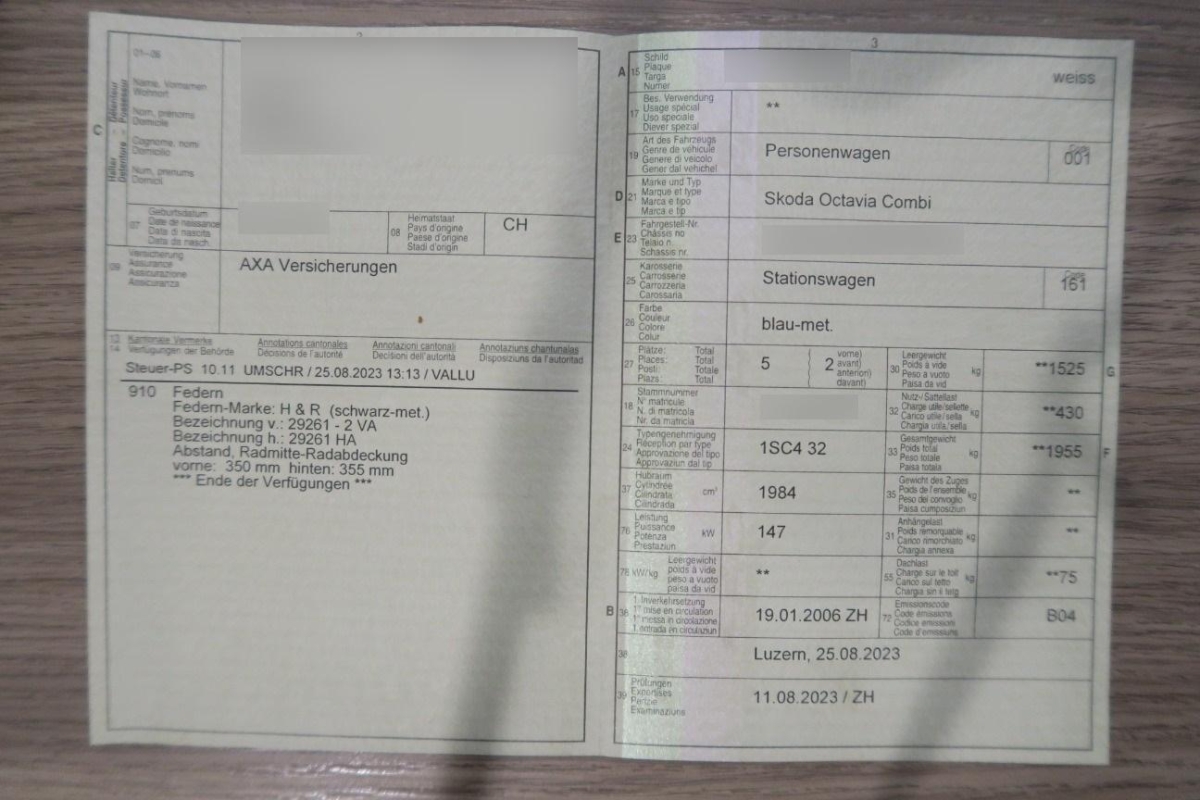 2
01-06
C
Halter Détenteur
Detentore Possessur
Name, Vornamen
Wohnort
Nom, prénoms
Domicile
Cognome, nomi
Domicilio
Num, prenums
Domicil
07
Geburtsdatum
Date de naissance
Data di nascita
Data da nasch.
08
Heimatstaat
Pays d'origine
Paese d'origine
Stadi d'origin
CH
09
Versicherung
Assurance
Assicurazione
Assicuranza
AXA Versicherungen
13 Kantonale Vermerke
14 Verfügungen der Behörde
Annotations cantonales
Décisions de l'autorité
Annotazioni cantonali
Decisioni dell'autorità
Annotaziuns chantunalas
Disposiziuns da l'autoritad
Steuer-PS 10.11 UMSCHR / 25.08.2023 13:13 / VALLU
910 Federn
Federn-Marke: H & R (schwarz-met.)
Bezeichnung v.: 29261 - 2 VA
Bezeichnung h.: 29261 HA
Abstand, Radmitte-Radabdeckung
vorne: 350 mm hinten: 355 mm
*** Ende der Verfügungen ***
3
A 15
Schild
Plaque
Targa
Numer
weiss
17
Bes. Verwendung
Usage spécial
Uso speciale
Diever spezial
**
19
Art des Fahrzeugs
Genre de véhicule
Genere di veicolo
Gener dal vehichel
Personenwagen
Code
001
D 21
Marke und Typ
Marque et type
Marca e tipo
Marca e tip
Skoda Octavia Combi
E 23
Fahrgestell-Nr.
Châssis no
Telaio n.
Schassis nr.
25
Karosserie
Carrosserie
Carrozzeria
Carossaria
Stationswagen
Code
161
26
Farbe
Couleur
Colore
Colur
blau-met.
27
Plätze: Total
Places: Total
Posti: Totale
Plazs: Total
5
2
vorne)
avant)
anteriori)
davant)
30
Leergewicht
Poids à vide
Peso a vuoto
Paisa da vid
kg
**1525
G
18
Stammnummer
N° matricule
N. di matricola
Nr. da matricla
32
Nutz-/ Sattellast
Charge utile/sellette
Carico utile/sella
Chargia utila/sella
kg
**430
24
Typengenehmigung
Réception par type
Approvazione del tipo
Approvaziun dal tip
1SC4 32
33
Gesamtgewicht
Poids total
Peso totale
Paisa totala
kg
**1955
F
37
Hubraum
Cylindrée
Cilindrata
Cilindrada
cm³
1984
35
Gewicht des Zuges
Poids de l'ensemble
Peso del convoglio
Paisa cumposiziun
kg
**
76
Leistung
Puissance
Potenza
Prestaziun
kW
147
31
Anhängelast
Poids remorquable
Carico rimorchiato
Chargia annexa
kg
**
78 kW/kg
Leergewicht
poids à vide
peso a vuoto
paisa da vid
**
55
Dachlast
Charge sur le toit
Carico sul tetto
Chargia sin il tetg
kg
**75
B 36
1. Inverkehrsetzung
1re mise en circulation
1a messa in circolazione
1. entrada en circulaziun
19.01.2006 ZH
72
Emissionscode
Code émissions
Codice emissioni
Code d'emissiuns
B04
38
Luzern, 25.08.2023
39
Prüfungen
Expertises
Perizie
Examinaziuns
11.08.2023 / ZH